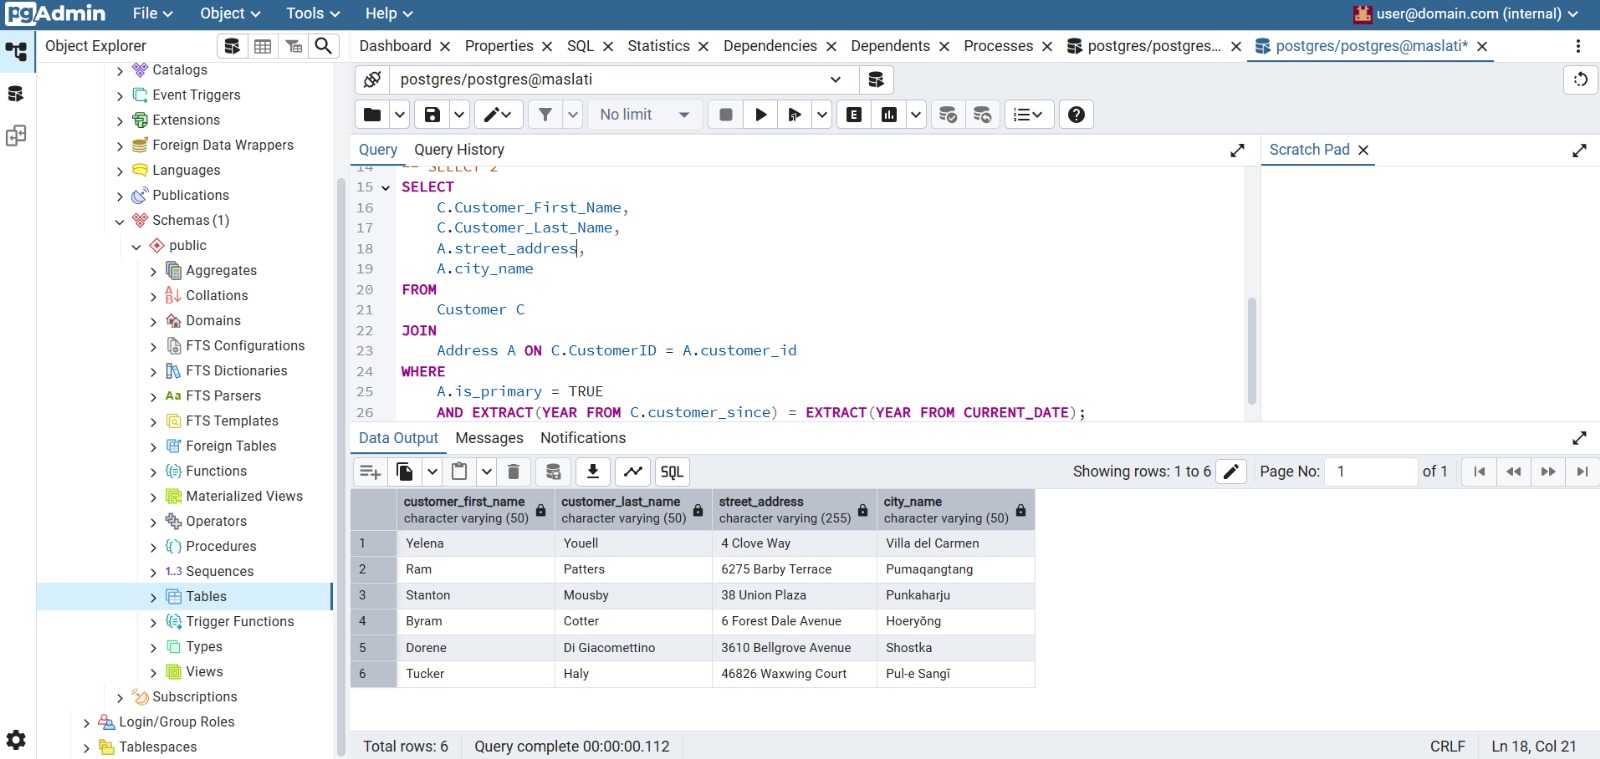 pgAdmin File Object Tools Help user@domain.com (internal)
Object Explorer
Dashboard Properties SQL Statistics Dependencies Dependents Processes postgres/postgres... postgres/postgres@maslati*
Catalogs
Event Triggers
Extensions
Foreign Data Wrappers
Languages
Publications
Schemas (1)
public
Aggregates
Collations
Domains
FTS Configurations
FTS Dictionaries
Aa FTS Parsers
FTS Templates
Foreign Tables
Functions
Materialized Views
Operators
Procedures
1..3 Sequences
Tables
Trigger Functions
Types
Views
Subscriptions
Login/Group Roles
Tablespaces
postgres/postgres@maslati
No limit E
Query Query History
Scratch Pad
14 -- SELECT 2
15 SELECT
16 C.Customer_First_Name,
17 C.Customer_Last_Name,
18 A.street_address,
19 A.city_name
20 FROM
21 Customer C
22 JOIN
23 Address A ON C.CustomerID = A.customer_id
24 WHERE
25 A.is_primary = TRUE
26 AND EXTRACT(YEAR FROM C.customer_since) = EXTRACT(YEAR FROM CURRENT_DATE);
Data Output Messages Notifications
SQL Showing rows: 1 to 6 Page No: 1 of 1
customer_first_name customer_last_name street_address city_name
character varying (50) character varying (50) character varying (255) character varying (50)
1 Yelena Youell 4 Clove Way Villa del Carmen
2 Ram Patters 6275 Barby Terrace Pumaqangtang
3 Stanton Mousby 38 Union Plaza Punkaharju
4 Byram Cotter 6 Forest Dale Avenue Hoeryŏng
5 Dorene Di Giacomettino 3610 Bellgrove Avenue Shostka
6 Tucker Haly 46826 Waxwing Court Pul-e Sangī
Total rows: 6 Query complete 00:00:00.112 CRLF Ln 18, Col 21